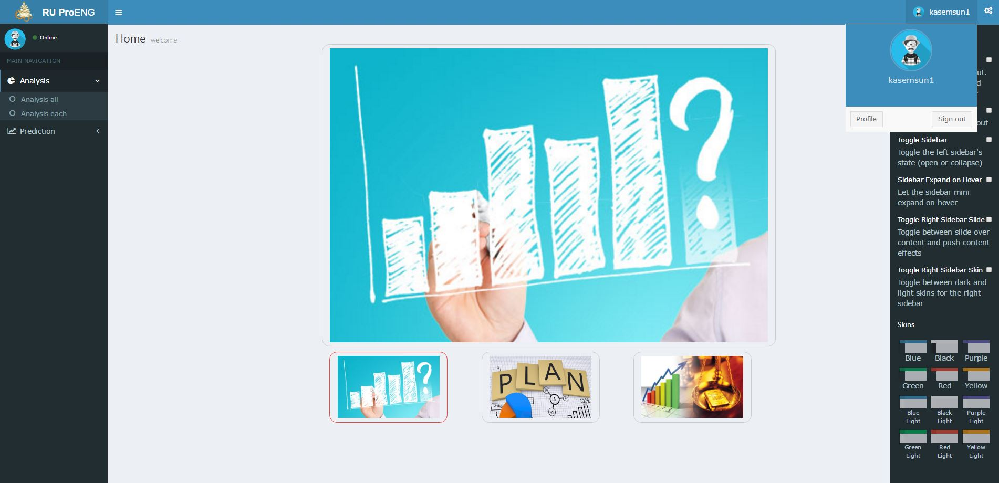 RU ProENG
kasemsun1
Online
MAIN NAVIGATION
Analysis
Analysis all
Analysis each
Prediction
Home welcome
kasemsun1
Profile
Sign out
ut.
d
r
out
Toggle Sidebar
Toggle the left sidebar's
state (open or collapse)
Sidebar Expand on Hover
Let the sidebar mini
expand on hover
Toggle Right Sidebar Slide
Toggle between slide over
content and push content
effects
Toggle Right Sidebar Skin
Toggle between dark and
light skins for the right
sidebar
Skins
Blue Black Purple
Green Red Yellow
Blue Light
Black Light
Purple Light
Green Light
Red Light
Yellow Light
?
?
PLAN
A
100%